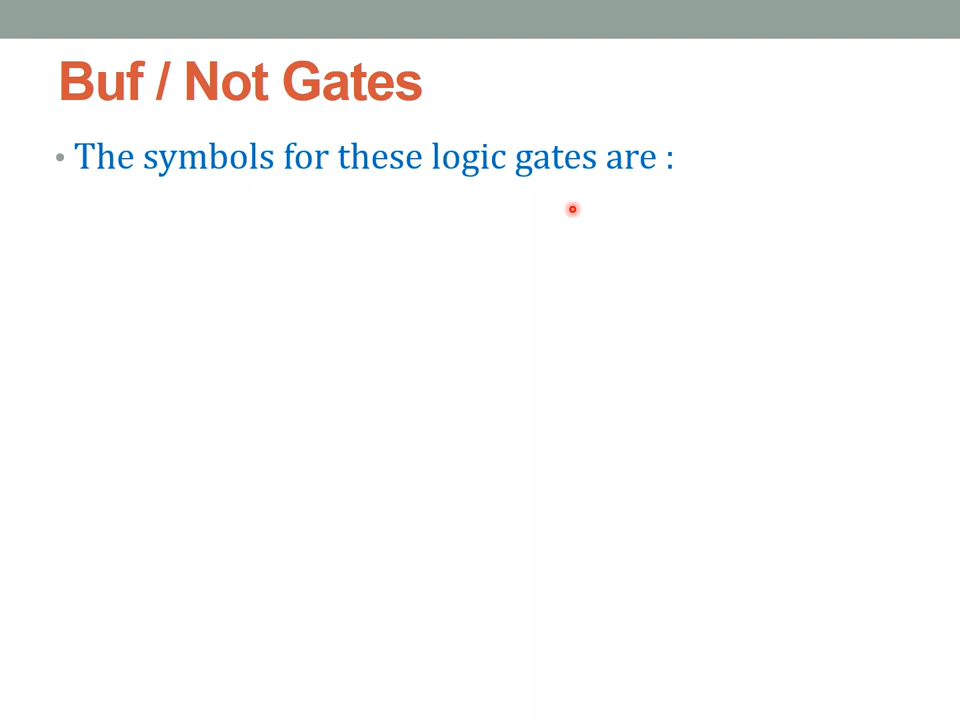 Buf / Not Gates
• The symbols for these logic gates are :